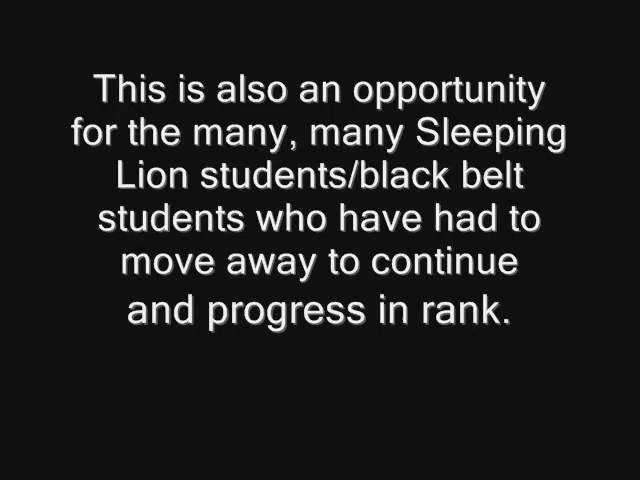 This is also an opportunity
for the many, many Sleeping
Lion students/black belt
students who have had to
move away to continue
and progress in rank.